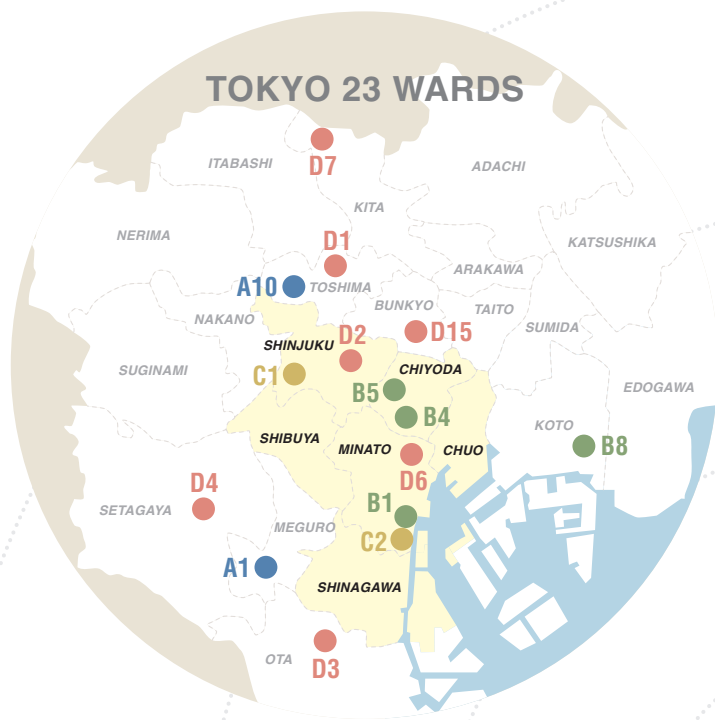 TOKYO 23 WARDS
ITABASHI
D7
ADACHI
KITA
NERIMA
D1
KATSUSHIKA
ARAKAWA
A10
TOSHIMA
BUNKYO
TAITO
NAKANO
SUMIDA
D2
D15
SHINJUKU
CHIYODA
SUGINAMI
C1
B5
EDOGAWA
B4
KOTO
SHIBUYA
MINATO
CHUO
B8
D4
D6
B1
SETAGAYA
MEGURO
C2
A1
SHINAGAWA
OTA
D3